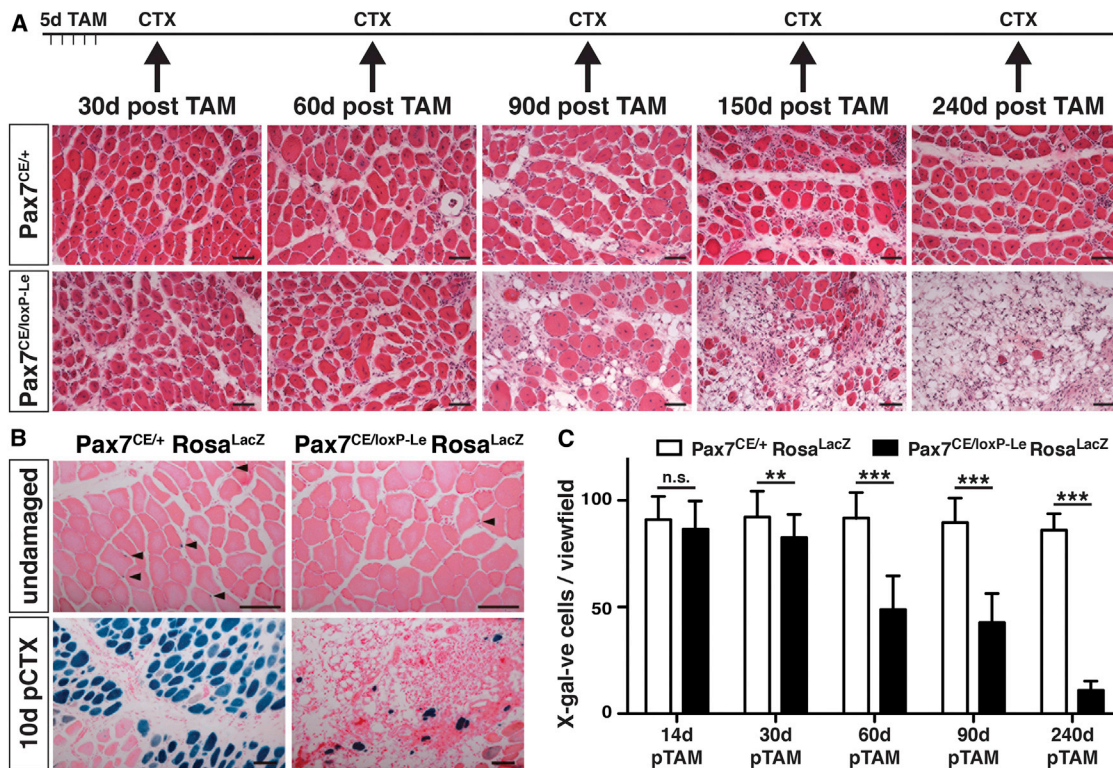 A
5d TAM CTX CTX CTX CTX CTX
30d post TAM 60d post TAM 90d post TAM 150d post TAM 240d post TAM
Pax7CE/+
Pax7CE/loxP-Le
B
Pax7CE/+ RosaLacZ Pax7CE/loxP-Le RosaLacZ
undamaged
10d pCTX
C
Pax7CE/+ RosaLacZ Pax7CE/loxP-Le RosaLacZ
X-gal-ve cells / viewfield
n.s. ** *** *** ***
100
50
0
14d 30d 60d 90d 240d
pTAM pTAM pTAM pTAM pTAM